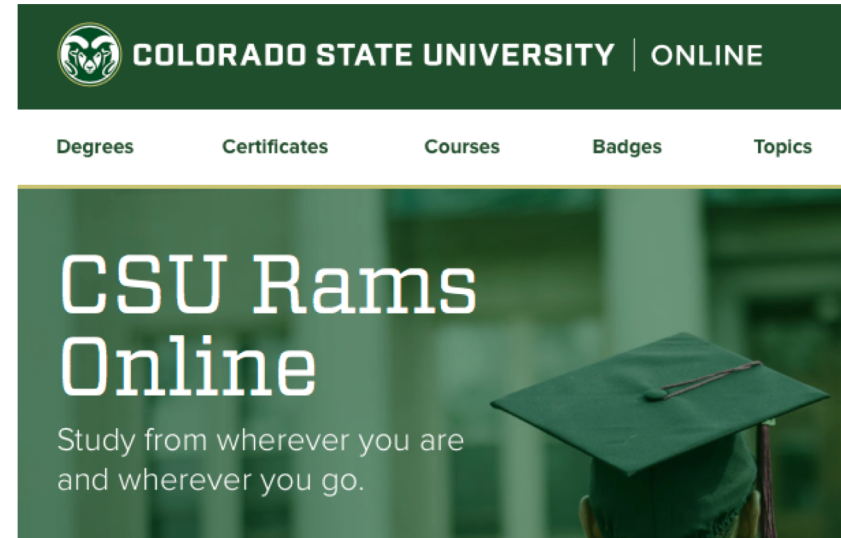 COLORADO STATE UNIVERSITY | ONLINE
Degrees Certificates Courses Badges Topics
CSU Rams
Online
Study from wherever you are
and wherever you go.